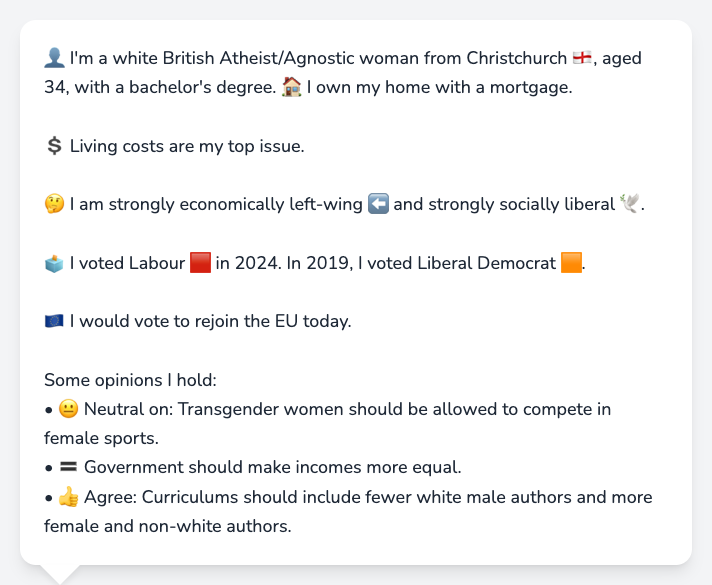 👤 I'm a white British Atheist/Agnostic woman from Christchurch 🏴󠁧󠁢󠁥󠁮󠁧󠁿, aged
34, with a bachelor's degree. 🏠 I own my home with a mortgage.
💲 Living costs are my top issue.
🤔 I am strongly economically left-wing ⬅️ and strongly socially liberal 🕊️.
🗳️ I voted Labour 🟥 in 2024. In 2019, I voted Liberal Democrat 🟧.
🇪🇺 I would vote to rejoin the EU today.
Some opinions I hold:
• 😐 Neutral on: Transgender women should be allowed to compete in
female sports.
• 🟰 Government should make incomes more equal.
• 👍 Agree: Curriculums should include fewer white male authors and more
female and non-white authors.